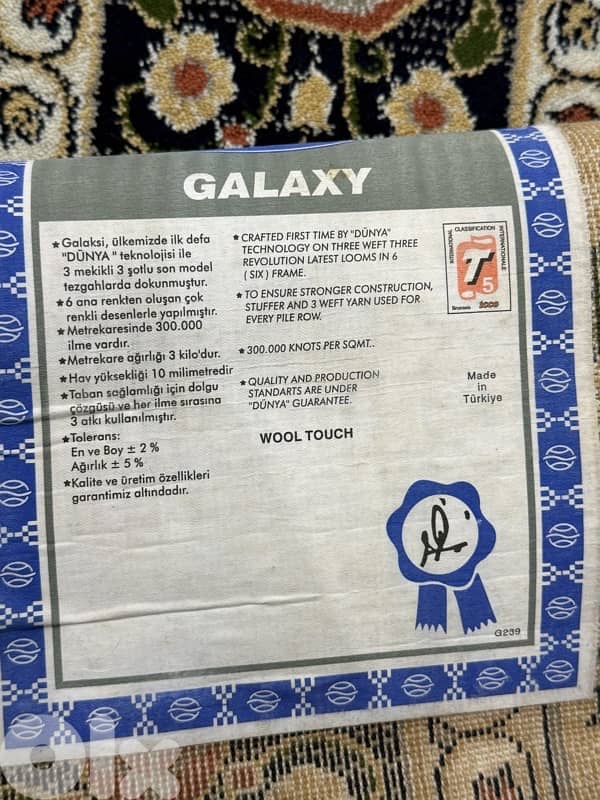 GALAXY
★Galaksi, ülkemizde ilk defa
"DÜNYA " teknolojisi ile
3 mekikli 3 şotlu son model
tezgahlarda dokunmuştur.
★6 ana renkten oluşan çok
renkli desenlerle yapılmıştır.
★Metrekaresinde 300.000
ilme vardır.
★Metrekare ağırlığı 3 kilo'dur.
★Hav yüksekliği 10 milimetredir
★Taban sağlamlığı için dolgu
çözgüsü ve her ilme sırasına
3 atkı kullanılmıştır.
★Tolerans:
En ve Boy ± 2 %
Ağırlık ± 5 %
★Kalite ve üretim özellikleri
garantimiz altındadır.
★CRAFTED FIRST TIME BY "DÜNYA"
TECHNOLOGY ON THREE WEFT THREE
REVOLUTION LATEST LOOMS IN 6
( SIX ) FRAME.
★TO ENSURE STRONGER CONSTRUCTION,
STUFFER AND 3 WEFT YARN USED FOR
EVERY PILE ROW.
★300.000 KNOTS PER SQMT..
★QUALITY AND PRODUCTION
STANDARTS ARE UNDER
"DÜNYA" GUARANTEE.
WOOL TOUCH
INTERNATIONAL
CLASSIFICATION
INTERNATIONALE
T
5
Brussels
Made
in
Türkiye
G239
olx